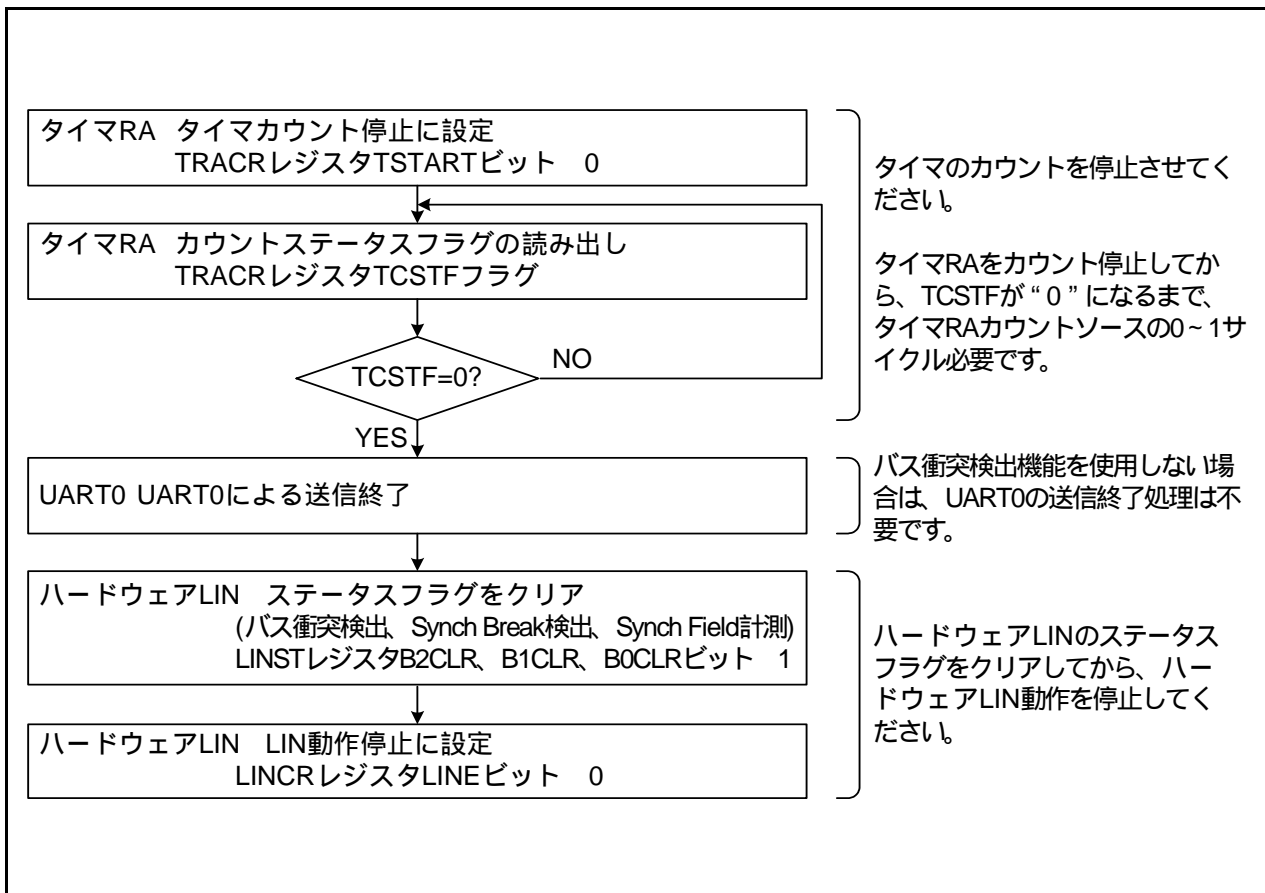 タイマRA タイマカウント停止に設定
TRACRレジスタTSTARTビット 0
タイマRA カウントステータスフラグの読み出し
TRACRレジスタTCSTFフラグ
TCSTF=0?
NO
YES
タイマのカウントを停止させてく
ださい。
タイマRAをカウント停止してか
ら、TCSTFが“0”になるまで、
タイマRAカウントソースの0~1サ
イクル必要です。
UART0 UART0による送信終了
バス衝突検出機能を使用しない場
合は、UART0の送信終了処理は不
要です。
ハードウェアLIN ステータスフラグをクリア
(バス衝突検出、Synch Break検出、Synch Field計測)
LINSTレジスタB2CLR、B1CLR、B0CLRビット 1
ハードウェアLIN LIN動作停止に設定
LINCRレジスタLINEビット 0
ハードウェアLINのステータス
フラグをクリアしてから、ハー
ドウェアLIN動作を停止してく
ださい。